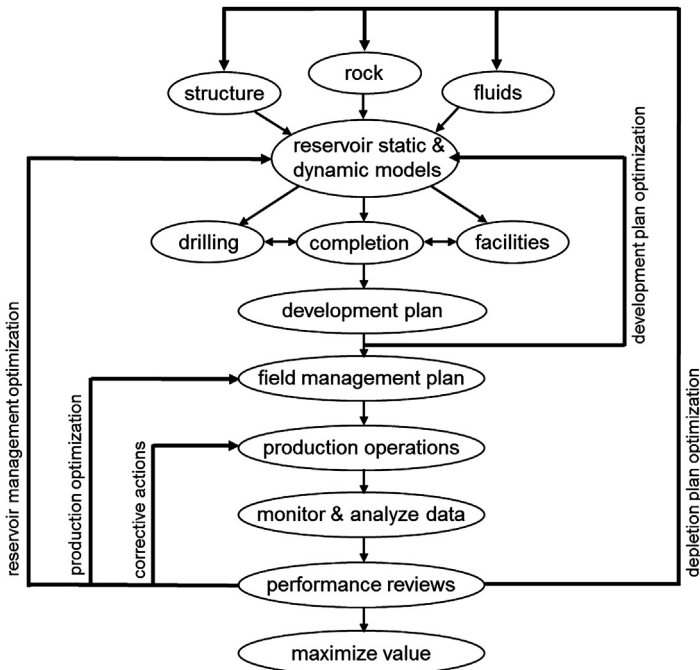 structure
rock
fluids
reservoir static &
dynamic models
drilling
completion
facilities
development plan
field management plan
production operations
monitor & analyze data
performance reviews
maximize value
reservoir management optimization
production optimization
corrective actions
development plan optimization
depletion plan optimization